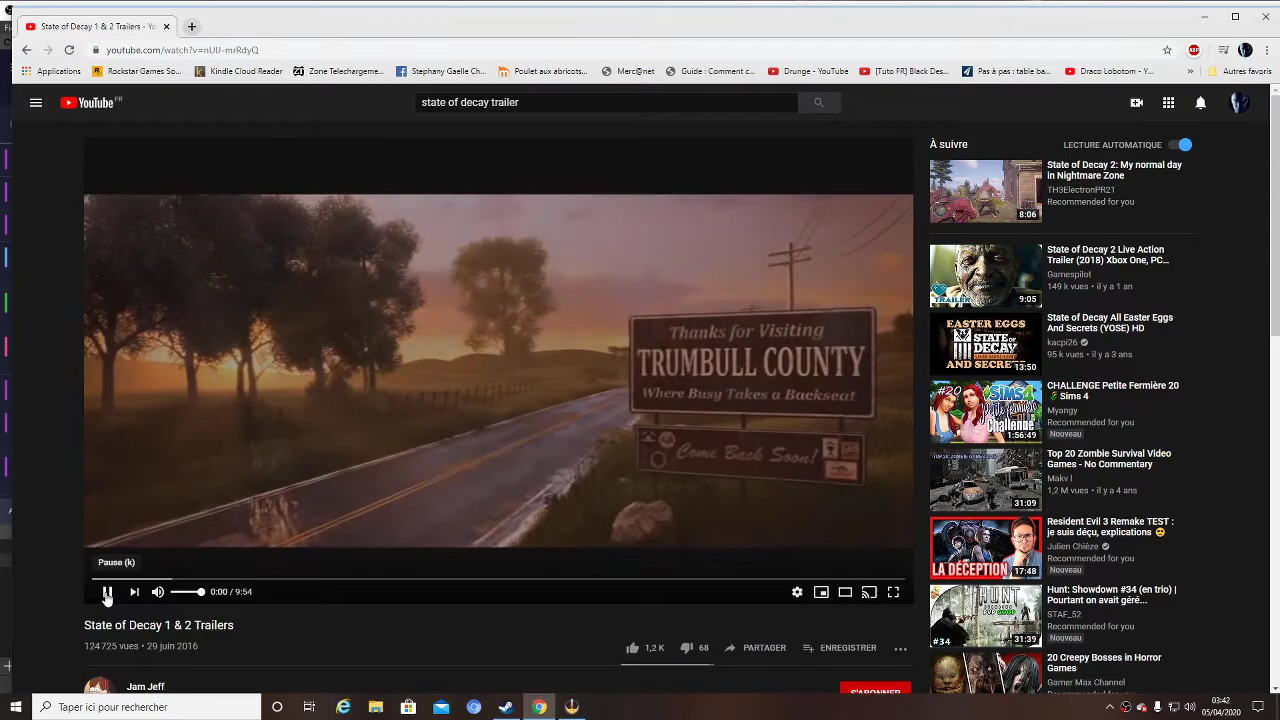 State of Decay 1 & 2 Trailers - Yo
youtube.com/watch?v=nUIJ-mrRdyQ
Applications
Rockstar Games So...
Kindle Cloud Reader
Zone Telechargeme...
Stephany Gaelle Ch...
Poulet aux abricots...
Merc@net
Guide : Comment c...
Drunge - YouTube
[Tuto FR] Black Des...
Pas à pas : table ba...
Draco Lobotom - Y...
Autres favoris
YouTube FR
state of decay trailer
Thanks for Visiting
TRUMBULL COUNTY
Where Busy Takes a Backseat
Come Back Soon!
Pause (k)
0:00 / 9:54
State of Decay 1 & 2 Trailers
124 725 vues • 29 juin 2016
1,2 K
68
PARTAGER
ENREGISTRER
Jam Jeff
S'ABONNER
À suivre
LECTURE AUTOMATIQUE
8:06
State of Decay 2: My normal day
in Nightmare Zone
TH3ElectronPR21
Recommended for you
TRAILER
9:05
State of Decay 2 Live Action
Trailer (2018) Xbox One, PC...
Gamespilot
149 k vues • il y a 1 an
EASTER EGGS
STATE OF DECAY
AND SECRETS
13:50
State of Decay All Easter Eggs
And Secrets (YOSE) HD
kacpi26
95 k vues • il y a 3 ans
#20
1:56:49
CHALLENGE Petite Fermière 20
Sims 4
Myangy
Recommended for you
Nouveau
TOP 20 ZOMBIE SURVIVAL GAMES
31:09
Top 20 Zombie Survival Video
Games - No Commentary
Makv I
1,2 M vues • il y a 4 ans
LA DÉCEPTION
17:48
Resident Evil 3 Remake TEST :
je suis déçu, explications
Julien Chièze
Recommended for you
Nouveau
#34
31:39
Hunt: Showdown #34 (en trio) |
Pourtant on avait géré...
STAF_52
Recommended for you
Nouveau
20 Creepy Bosses in Horror
Games
Gamer Max Channel
Taper ici pour rechercher
03:42
05/04/2020